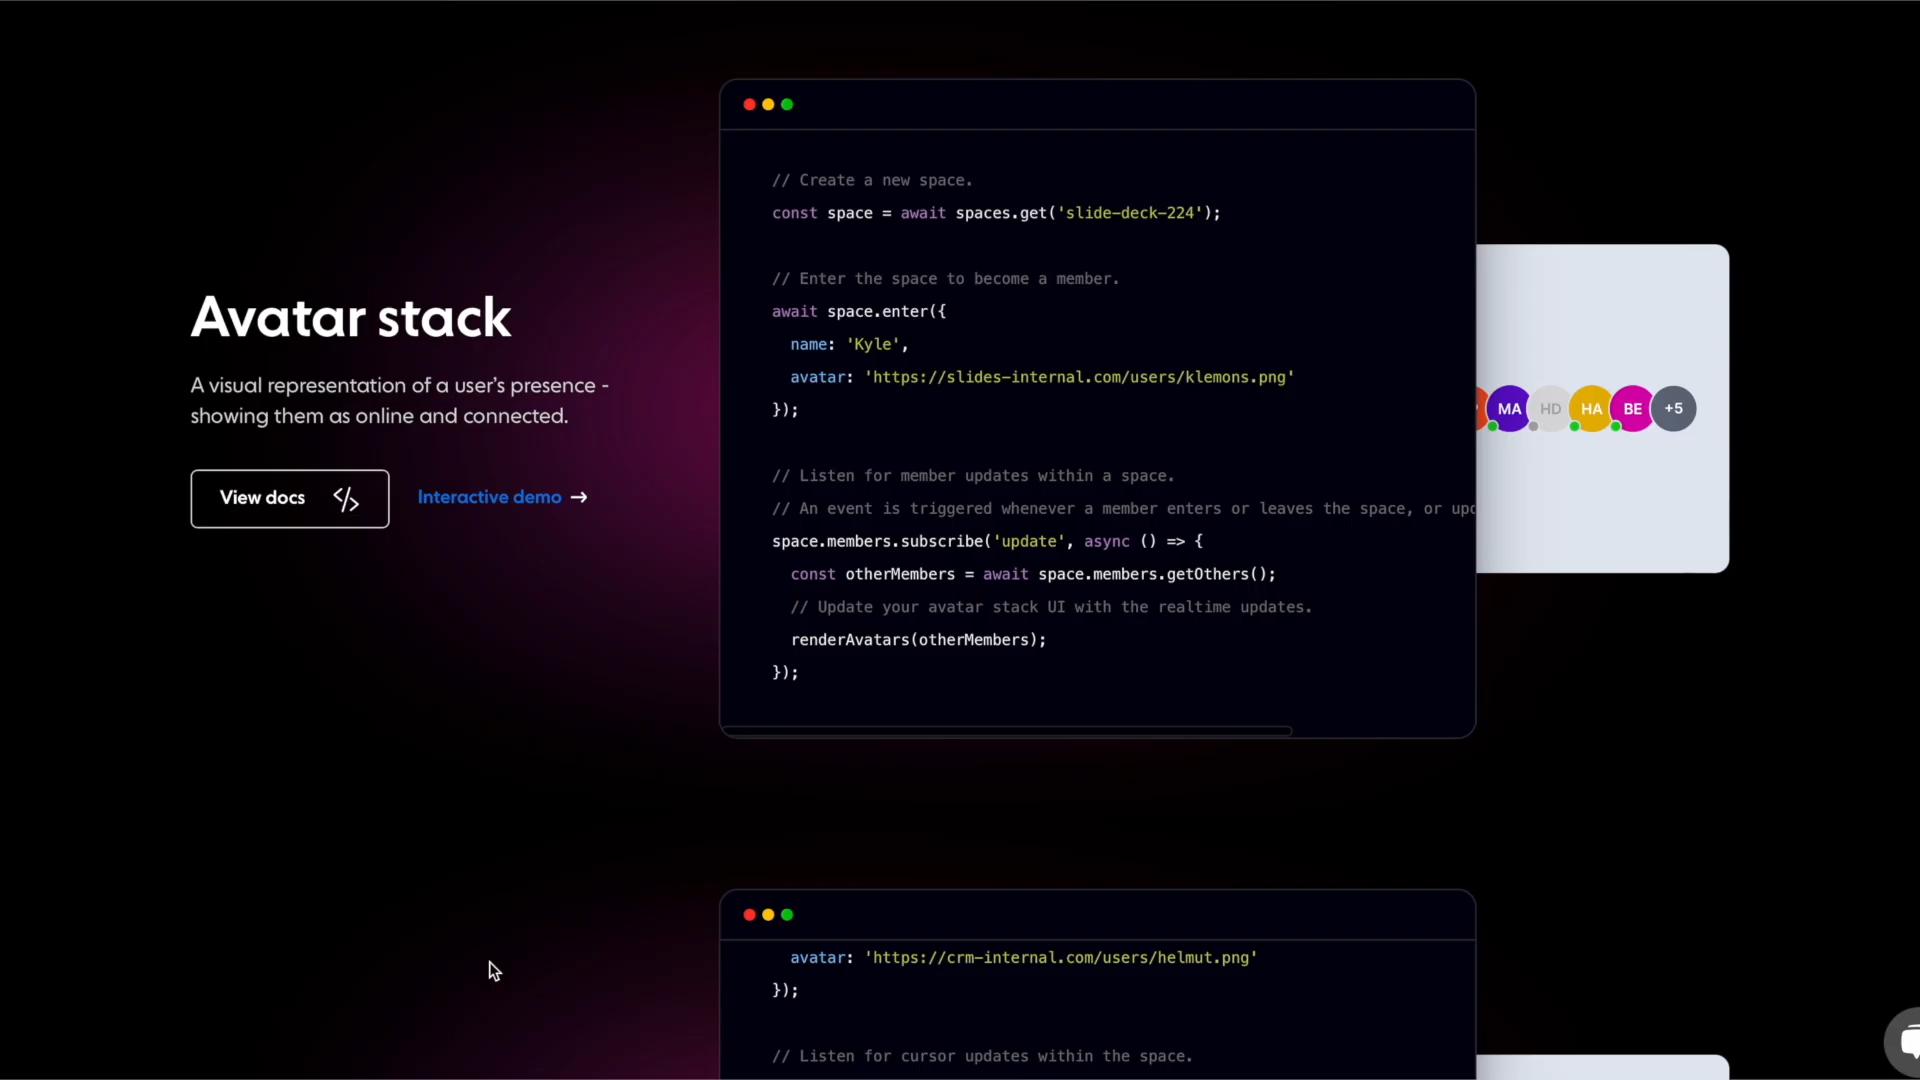 Avatar stack
A visual representation of a user's presence -
showing them as online and connected.
View docs </>
Interactive demo →
// Create a new space.
const space = await spaces.get('slide-deck-224');
// Enter the space to become a member.
await space.enter({
name: 'Kyle',
avatar: 'https://slides-internal.com/users/klemons.png'
});
// Listen for member updates within a space.
// An event is triggered whenever a member enters or leaves the space, or
space.members.subscribe('update', async () => {
const otherMembers = await space.members.getOthers();
// Update your avatar stack UI with the realtime updates.
renderAvatars(otherMembers);
});
MA HD HA BE +5
avatar: 'https://crm-internal.com/users/helmut.png'
});
// Listen for cursor updates within the space.